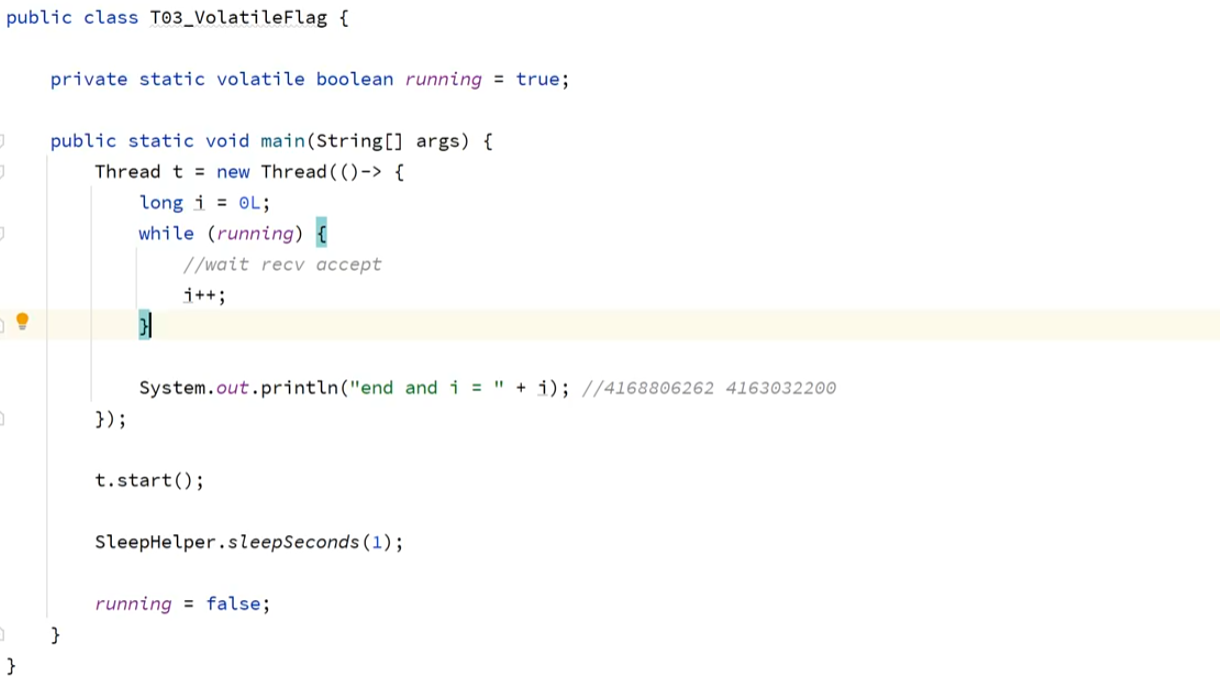 public class T03_VolatileFlag {
private static volatile boolean running = true;
public static void main(String[] args) {
Thread t = new Thread(()-> {
long i = 0L;
while (running) {
//wait recv accept
i++;
}
System.out.println("end and i = " + i); //4168806262 4163032200
});
t.start();
SleepHelper.sleepSeconds(1);
running = false;
}
}